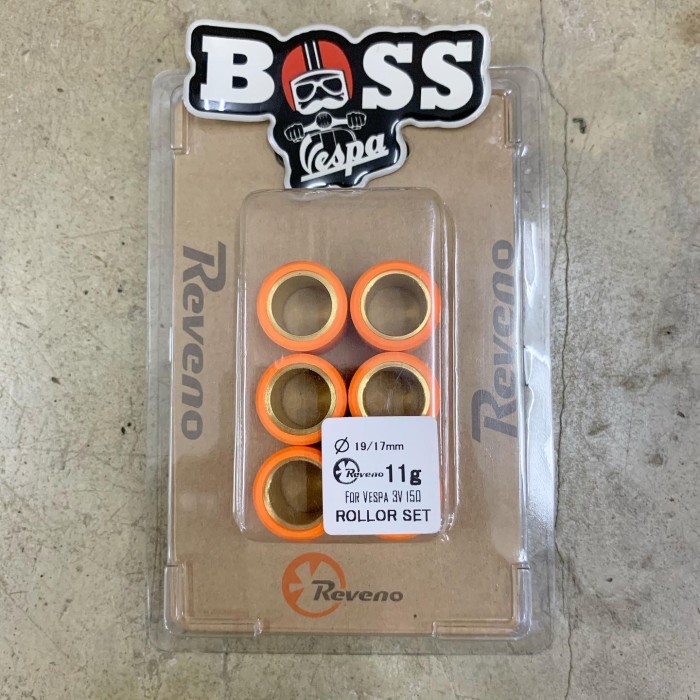 BOSS
Vespa
Reveno
Reveno
Ø 19/17mm
Reveno 11g
FOR VESPA 3V 150
ROLLOR SET
Reveno